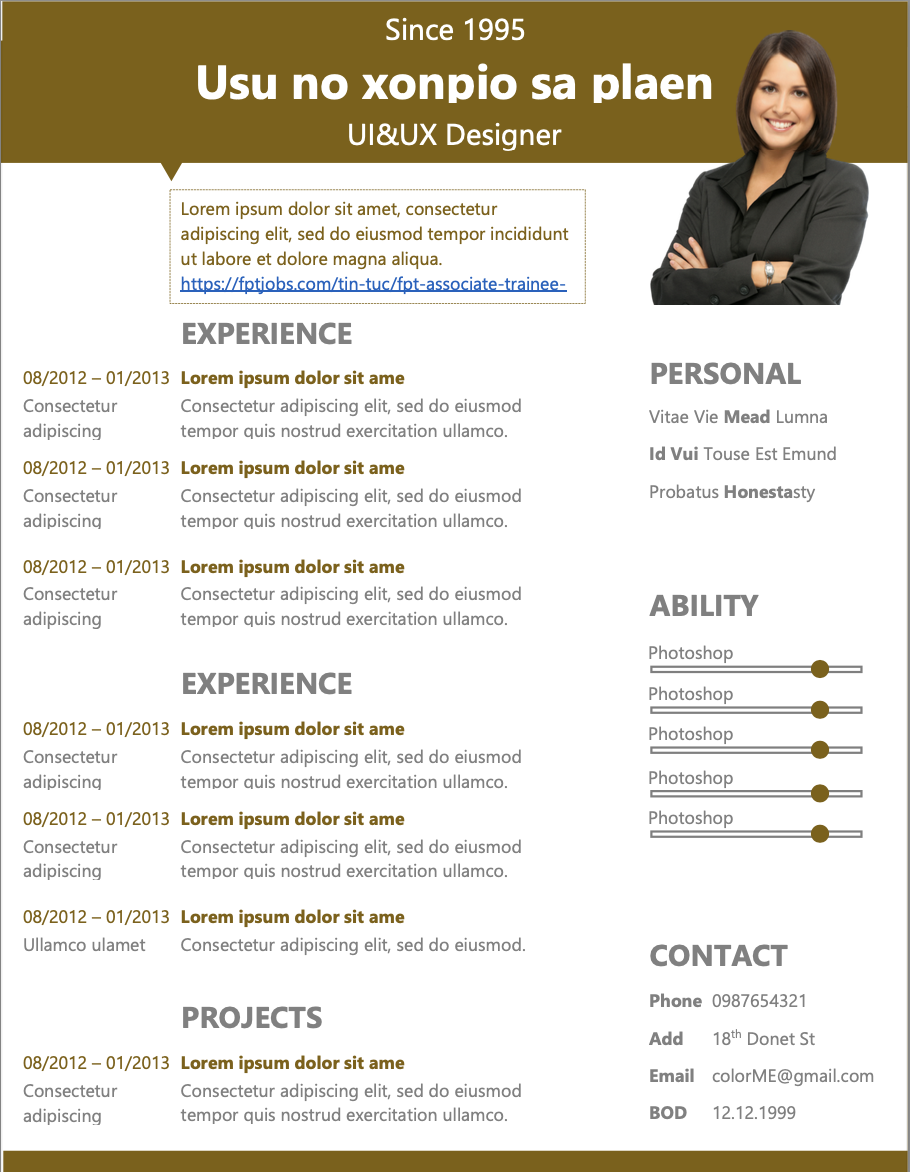 Since 1995
Usu no xonpio sa plaen
UI&UX Designer
Lorem ipsum dolor sit amet, consectetur
adipiscing elit, sed do eiusmod tempor incididunt
ut labore et dolore magna aliqua.
https://fptjobs.com/tin-tuc/fpt-associate-trainee-
EXPERIENCE
08/2012 – 01/2013 Lorem ipsum dolor sit ame
Consectetur Consectetur adipiscing elit, sed do eiusmod
adipiscing tempor quis nostrud exercitation ullamco.
08/2012 – 01/2013 Lorem ipsum dolor sit ame
Consectetur Consectetur adipiscing elit, sed do eiusmod
adipiscing tempor quis nostrud exercitation ullamco.
08/2012 – 01/2013 Lorem ipsum dolor sit ame
Consectetur Consectetur adipiscing elit, sed do eiusmod
adipiscing tempor quis nostrud exercitation ullamco.
EXPERIENCE
08/2012 – 01/2013 Lorem ipsum dolor sit ame
Consectetur Consectetur adipiscing elit, sed do eiusmod
adipiscing tempor quis nostrud exercitation ullamco.
08/2012 – 01/2013 Lorem ipsum dolor sit ame
Consectetur Consectetur adipiscing elit, sed do eiusmod
adipiscing tempor quis nostrud exercitation ullamco.
08/2012 – 01/2013 Lorem ipsum dolor sit ame
Ullamco ulamet Consectetur adipiscing elit, sed do eiusmod.
PROJECTS
08/2012 – 01/2013 Lorem ipsum dolor sit ame
Consectetur Consectetur adipiscing elit, sed do eiusmod
adipiscing tempor quis nostrud exercitation ullamco.
PERSONAL
Vitae Vie Mead Lumna
Id Vui Touse Est Emund
Probatus Honestasty
ABILITY
Photoshop
Photoshop
Photoshop
Photoshop
Photoshop
CONTACT
Phone 0987654321
Add 18th Donet St
Email colorME@gmail.com
BOD 12.12.1999